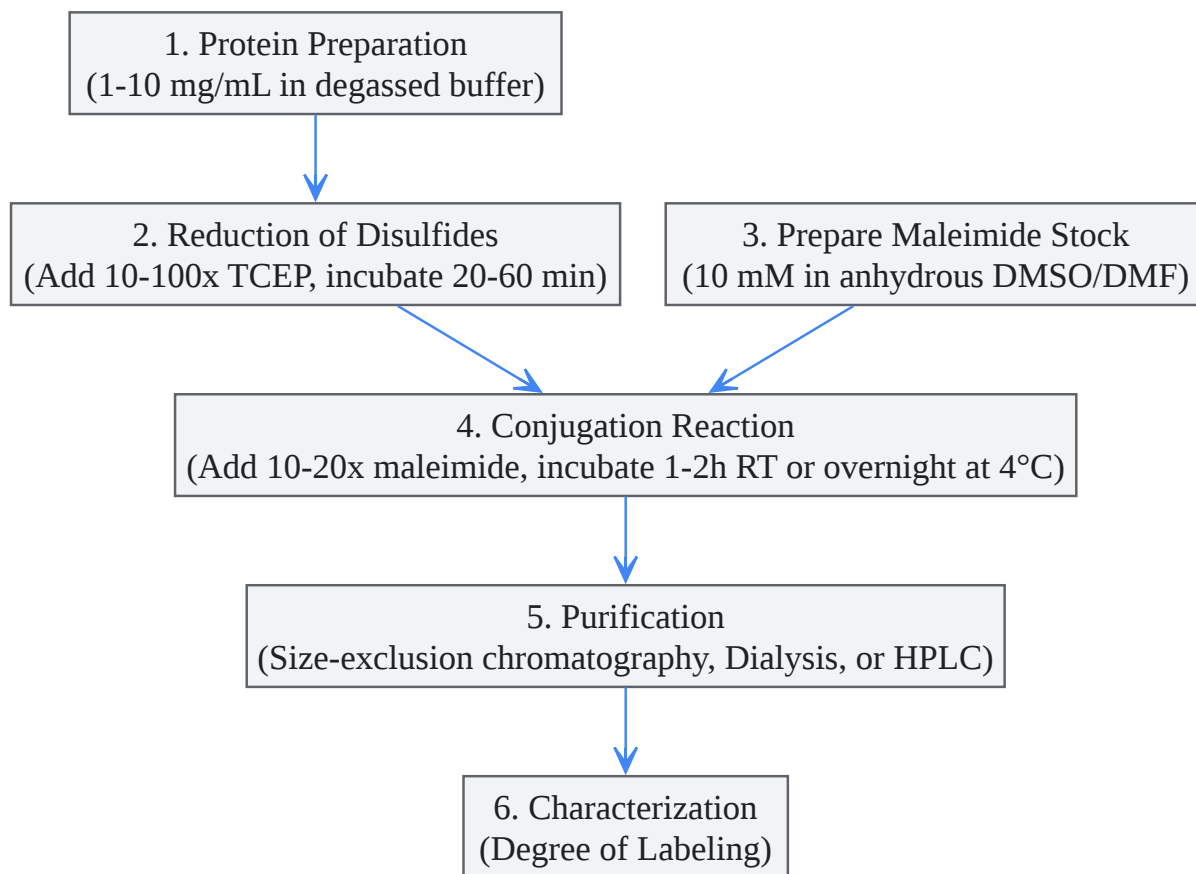 1. Protein Preparation
(1-10 mg/mL in degassed buffer)
2. Reduction of Disulfides
(Add 10-100x TCEP, incubate 20-60 min)
3. Prepare Maleimide Stock
(10 mM in anhydrous DMSO/DMF)
4. Conjugation Reaction
(Add 10-20x maleimide, incubate 1-2h RT or overnight at 4°C)
5. Purification
(Size-exclusion chromatography, Dialysis, or HPLC)
6. Characterization
(Degree of Labeling)